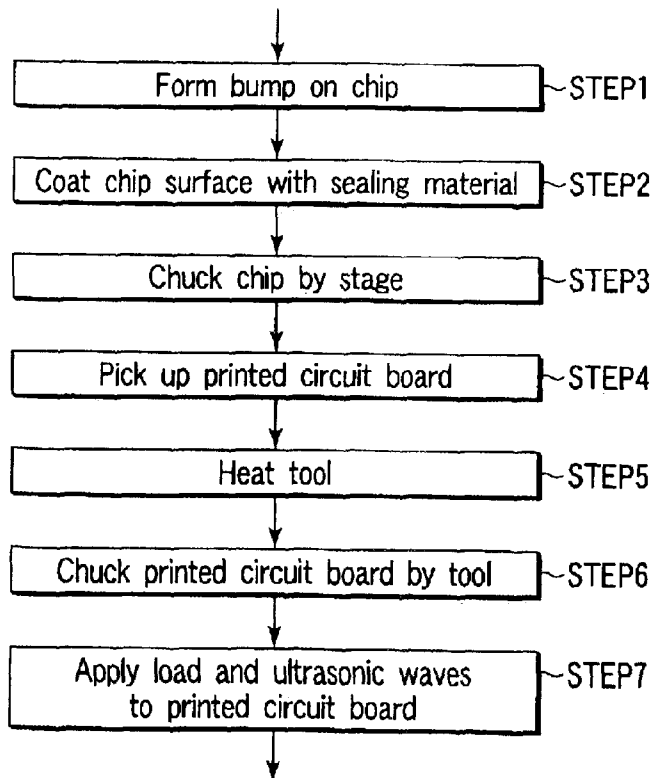 Form bump on chip ~STEP1
Coat chip surface with sealing material ~STEP2
Chuck chip by stage ~STEP3
Pick up printed circuit board ~STEP4
Heat tool ~STEP5
Chuck printed circuit board by tool ~STEP6
Apply load and ultrasonic waves ~STEP7
to printed circuit board